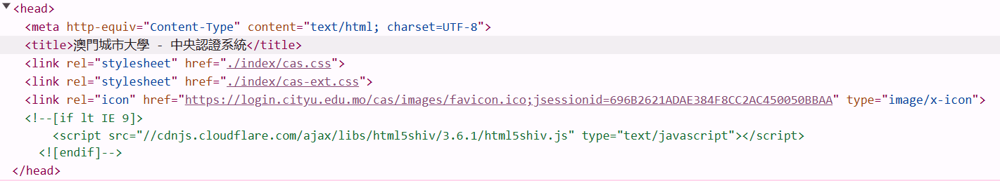 <head>
<meta http-equiv="Content-Type" content="text/html; charset=UTF-8">
<title>澳門城市大學 - 中央認證系統</title>
<link rel="stylesheet" href="./index/cas.css">
<link rel="stylesheet" href="./index/cas-ext.css">
<link rel="icon" href="https://login.cityu.edu.mo/cas/images/favicon.ico;jsessionid=696B2621ADAE384F8CC2AC450050BBAA" type="image/x-icon">
<!--[if lt IE 9]>
<script src="//cdnjs.cloudflare.com/ajax/libs/html5shiv/3.6.1/html5shiv.js" type="text/javascript"></script>
<![endif]-->
</head>